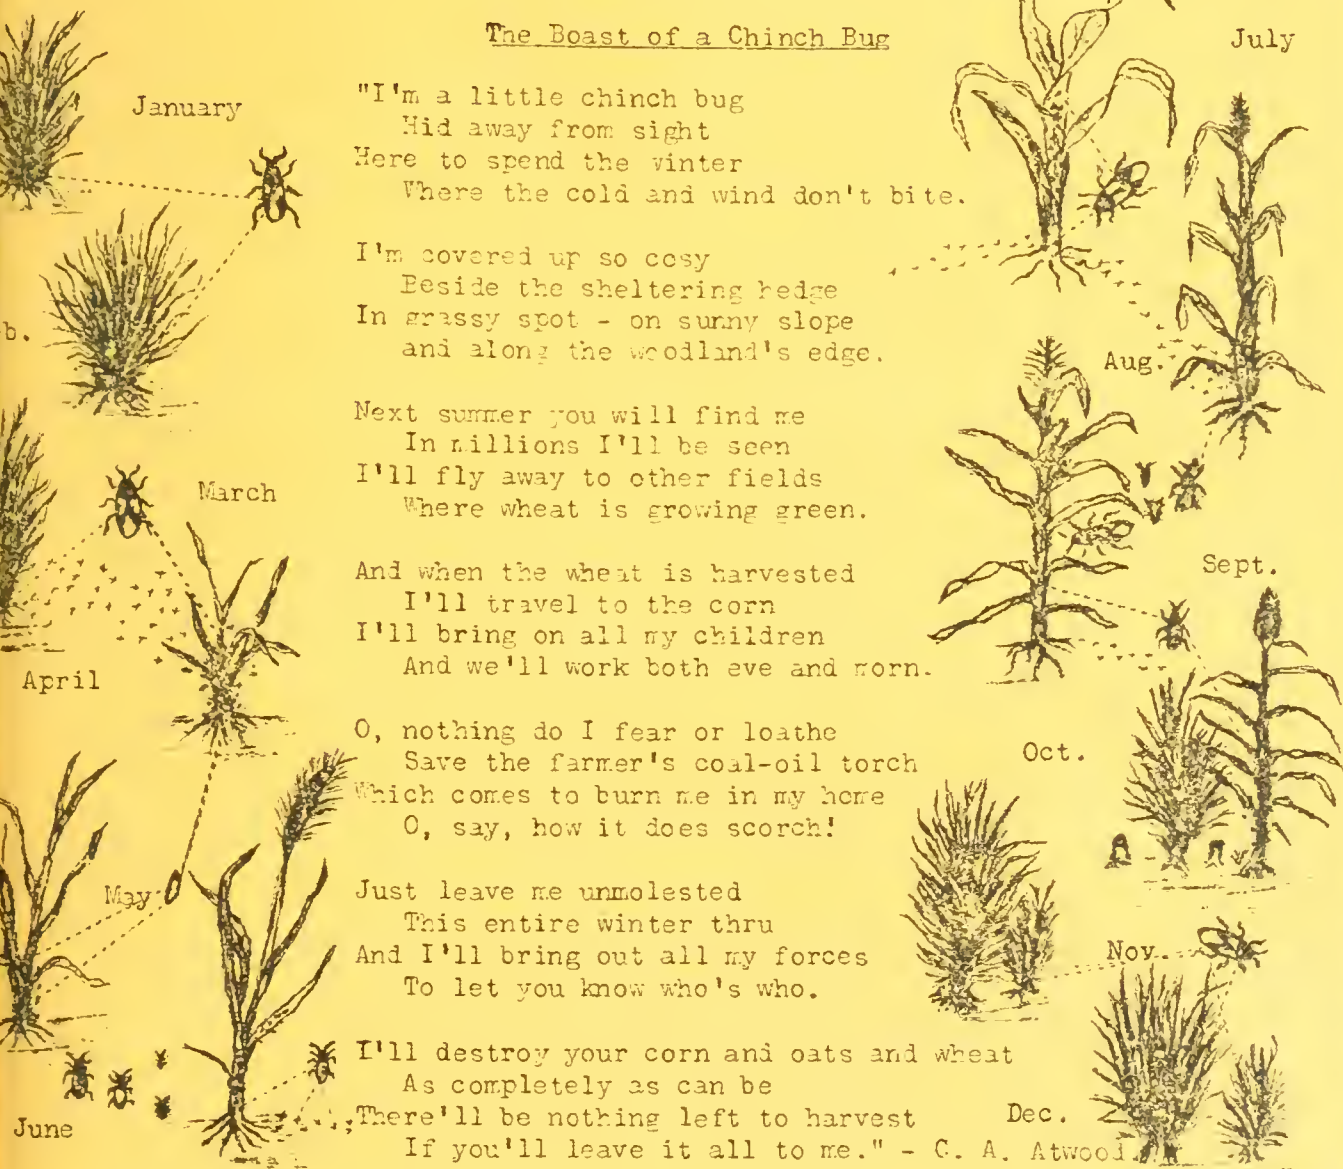 The Boast of a Chinch Bug
July
January
"I'm a little chinch bug
Hid away from sight
Here to spend the winter
Where the cold and wind don't bite.
I'm covered up so cosy
Beside the sheltering hedge
In grassy spot - on sunny slope
and along the woodland's edge.
b.
Aug.
Next summer you will find me
In millions I'll be seen
I'll fly away to other fields
Where wheat is growing green.
March
Sept.
And when the wheat is harvested
I'll travel to the corn
I'll bring on all my children
And we'll work both eve and morn.
April
O, nothing do I fear or loathe
Save the farmer's coal-oil torch
Which comes to burn me in my home
O, say, how it does scorch!
Oct.
May
Just leave me unmolested
This entire winter thru
And I'll bring out all my forces
To let you know who's who.
Nov.
I'll destroy your corn and oats and wheat
As completely as can be
There'll be nothing left to harvest
If you'll leave it all to me." - C. A. Atwood.
Dec.
June